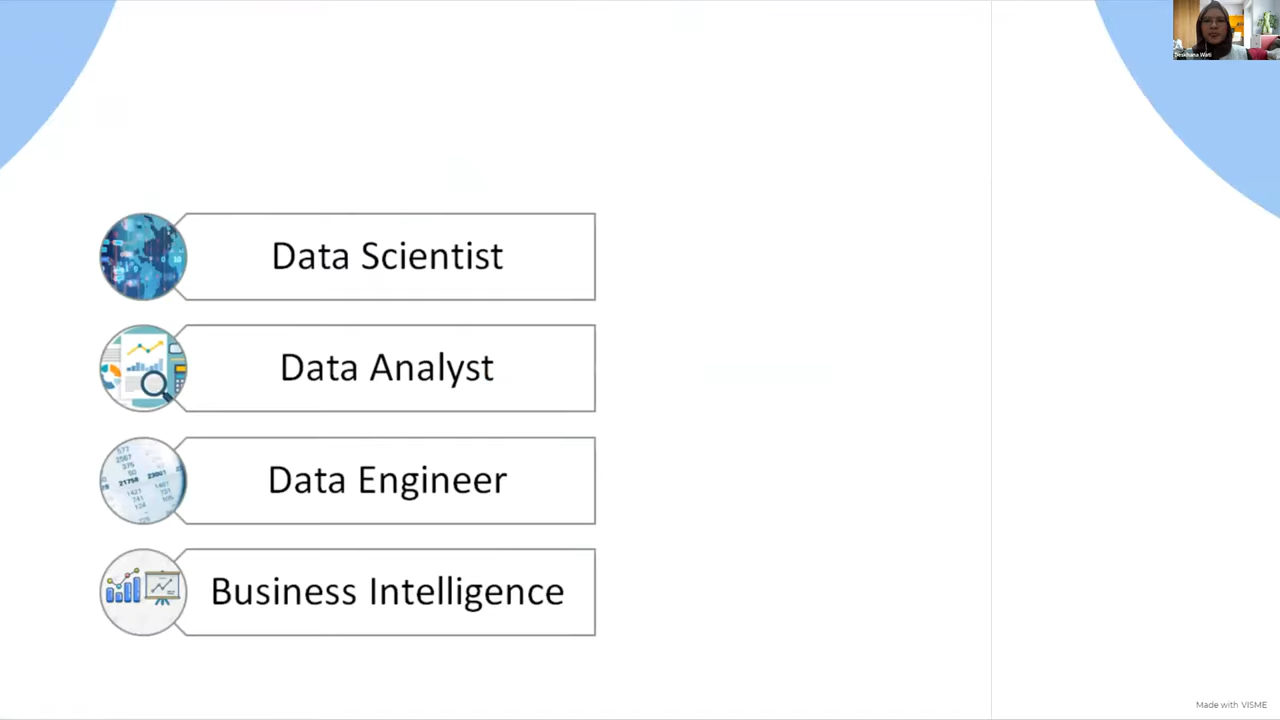 Data Scientist
Data Analyst
Data Engineer
Business Intelligence
Made with VISME